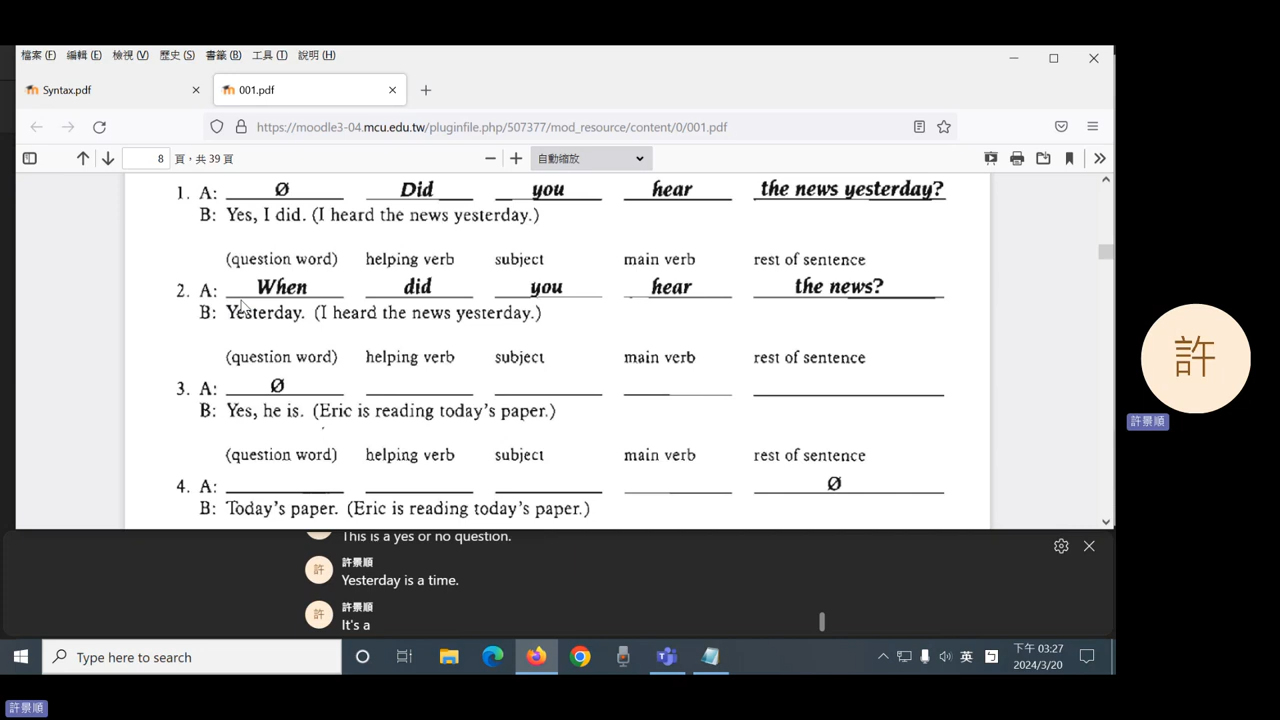 檔案(F) 編輯(E) 檢視(V) 歷史(S) 書籤(B) 工具(T) 說明(H)
Syntax.pdf × 001.pdf × +
https://moodle3-04.mcu.edu.tw/pluginfile.php/507377/mod_resource/content/0/001.pdf
8 頁，共 39 頁 − + 自動縮放
1. A: Ø Did you hear the news yesterday?
B: Yes, I did. (I heard the news yesterday.)
(question word) helping verb subject main verb rest of sentence
2. A: When did you hear the news?
B: Yesterday. (I heard the news yesterday.)
(question word) helping verb subject main verb rest of sentence
3. A: Ø
B: Yes, he is. (Eric is reading today's paper.)
(question word) helping verb subject main verb rest of sentence
4. A: Ø
B: Today's paper. (Eric is reading today's paper.)
許
許景順
This is a yes or no question.
許景順
許 Yesterday is a time.
許景順
許 It's a
Type here to search
英
下午 03:27
2024/3/20
許景順